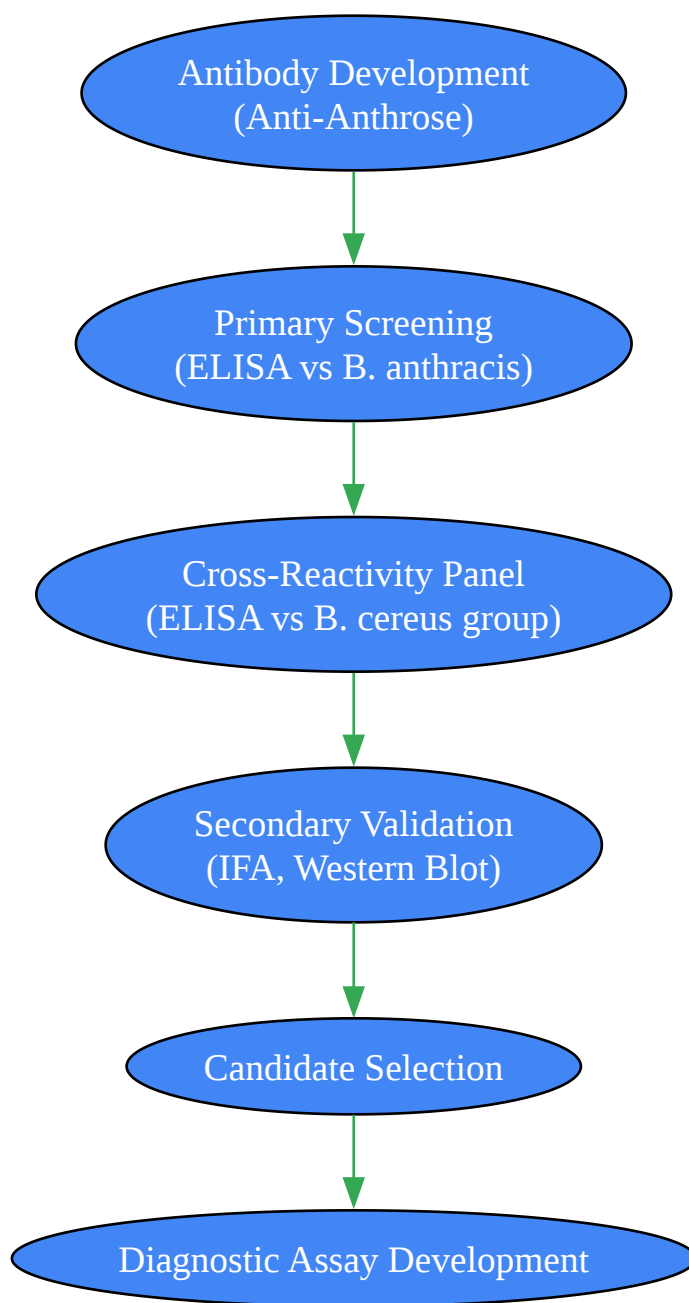 Antibody Development
(Anti-Anthrose)
Primary Screening
(ELISA vs B. anthracis)
Cross-Reactivity Panel
(ELISA vs B. cereus group)
Secondary Validation
(IFA, Western Blot)
Candidate Selection
Diagnostic Assay Development